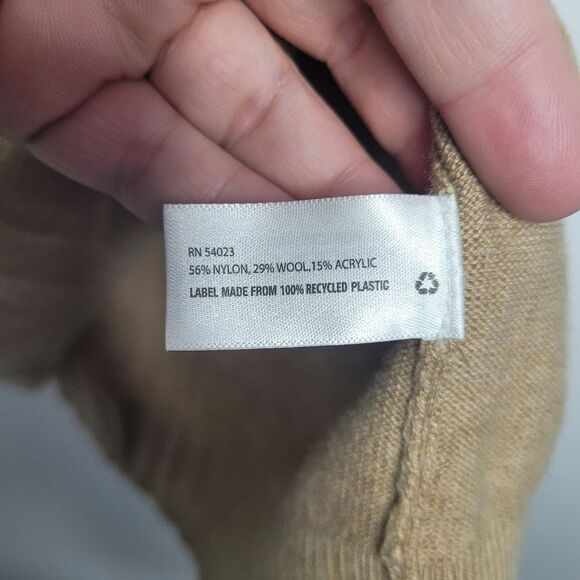 RN 54023
56% NYLON, 29% WOOL,15% ACRYLIC
LABEL MADE FROM 100% RECYCLED PLASTIC